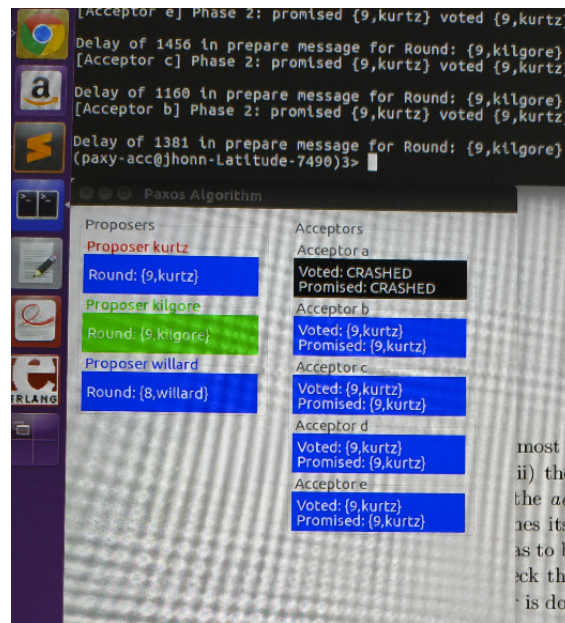 [Acceptor e] Phase 2: promised {9,kurtz} voted {9,kurtz
Delay of 1456 in prepare message for Round: {9,kilgore}
[Acceptor c] Phase 2: promised {9,kurtz} voted {9,kurtz
Delay of 1160 in prepare message for Round: {9,kilgore}
[Acceptor b] Phase 2: promised {9,kurtz} voted {9,kurtz
Delay of 1381 in prepare message for Round: {9,kilgore}
(paxy-acc@jhonn-Latitude-7490)3>
Paxos Algorithm
Proposers
Proposer kurtz
Round: {9,kurtz}
Proposer kilgore
Round: {9,kilgore}
Proposer willard
Round: {8,willard}
Acceptors
Acceptor a
Voted: CRASHED
Promised: CRASHED
Acceptor b
Voted: {9,kurtz}
Promised: {9,kurtz}
Acceptor c
Voted: {9,kurtz}
Promised: {9,kurtz}
Acceptor d
Voted: {9,kurtz}
Promised: {9,kurtz}
Acceptor e
Voted: {9,kurtz}
Promised: {9,kurtz}
a
ERLANG
most
ii) the
the
as to
is do